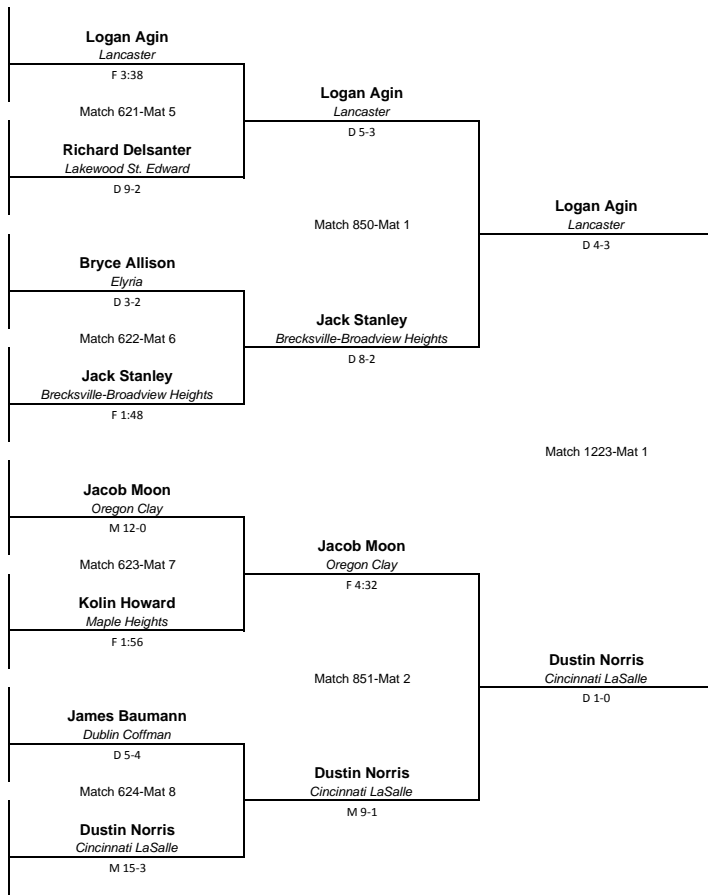 Logan Agin
Lancaster
F 3:38
Match 621-Mat 5
Richard Delsanter
Lakewood St. Edward
D 9-2
Bryce Allison
Elyria
D 3-2
Match 622-Mat 6
Jack Stanley
Brecksville-Broadview Heights
F 1:48
Jacob Moon
Oregon Clay
M 12-0
Match 623-Mat 7
Kolin Howard
Maple Heights
F 1:56
James Baumann
Dublin Coffman
D 5-4
Match 624-Mat 8
Dustin Norris
Cincinnati LaSalle
M 15-3
Logan Agin
Lancaster
D 5-3
Match 850-Mat 1
Jack Stanley
Brecksville-Broadview Heights
D 8-2
Jacob Moon
Oregon Clay
F 4:32
Match 851-Mat 2
Dustin Norris
Cincinnati LaSalle
M 9-1
Logan Agin
Lancaster
D 4-3
Match 1223-Mat 1
Dustin Norris
Cincinnati LaSalle
D 1-0